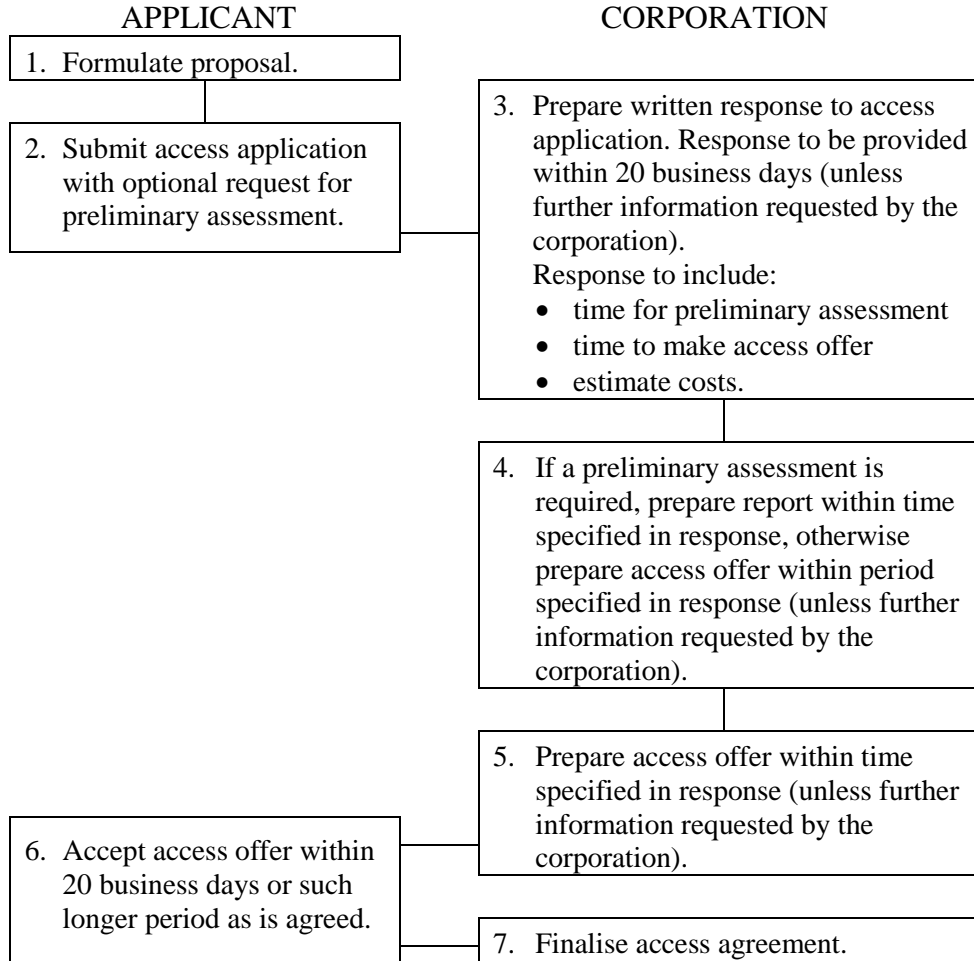 APPLICANT
CORPORATION
1. Formulate proposal.
2. Submit access application
with optional request for
preliminary assessment.
3. Prepare written response to access
application. Response to be provided
within 20 business days (unless
further information requested by the
corporation).
Response to include:
• time for preliminary assessment
• time to make access offer
• estimate costs.
4. If a preliminary assessment is
required, prepare report within time
specified in response, otherwise
prepare access offer within period
specified in response (unless further
information requested by the
corporation).
5. Prepare access offer within time
specified in response (unless further
information requested by the
corporation).
6. Accept access offer within
20 business days or such
longer period as is agreed.
7. Finalise access agreement.